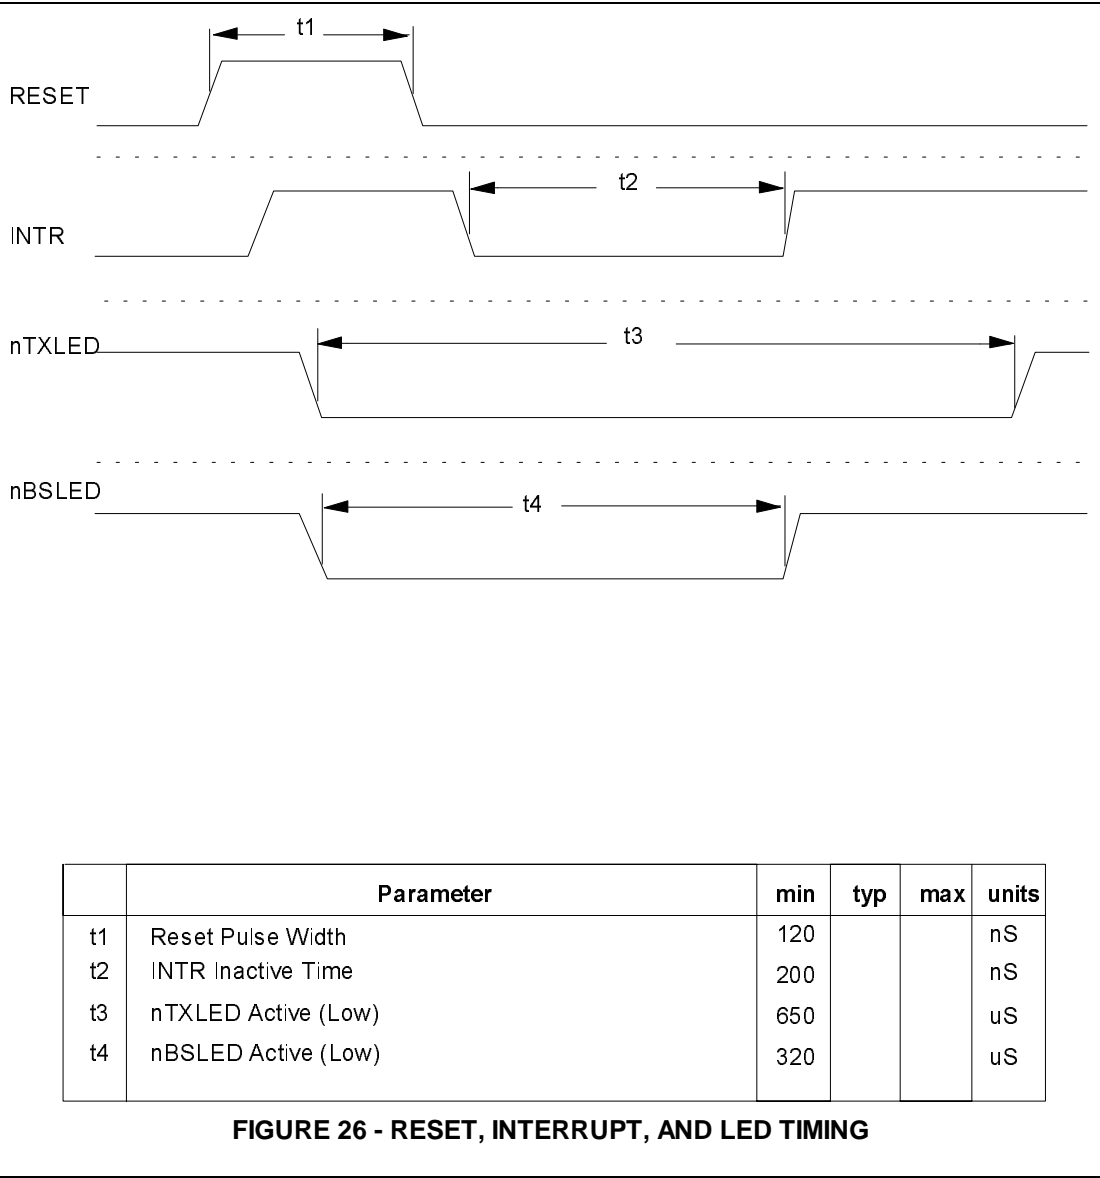 t1
RESET
t2
INTR
t3
nTXLED
nBSLED
t4
Parameter min typ max units
t1 Reset Pulse Width 120 nS
t2 INTR Inactive Time 200 nS
t3 nTXLED Active (Low) 650 uS
t4 nBSLED Active (Low) 320 uS
FIGURE 26 - RESET, INTERRUPT, AND LED TIMING